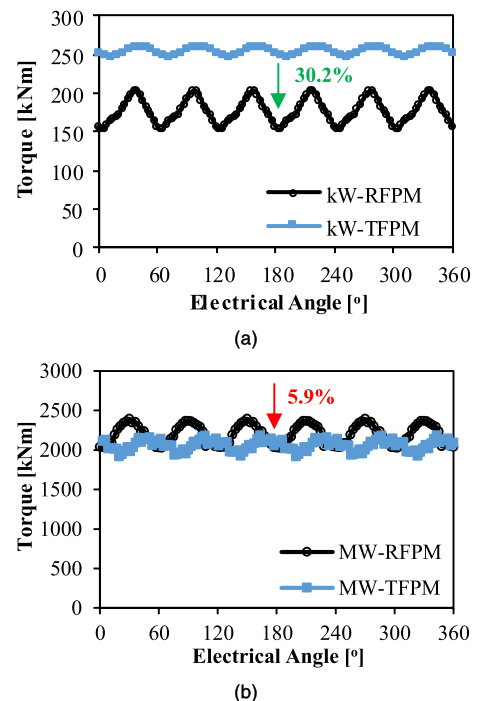 (a)
300
250
200
150
100
50
0
Torque [kNm]
30.2%
kW-RFPM
kW-TFPM
0 60 120 180 240 300 360
Electrical Angle [º]
(a)
3000
2500
2000
1500
1000
500
0
Torque [kNm]
5.9%
MW-RFPM
MW-TFPM
0 60 120 180 240 300 360
Electrical Angle [º]
(b)